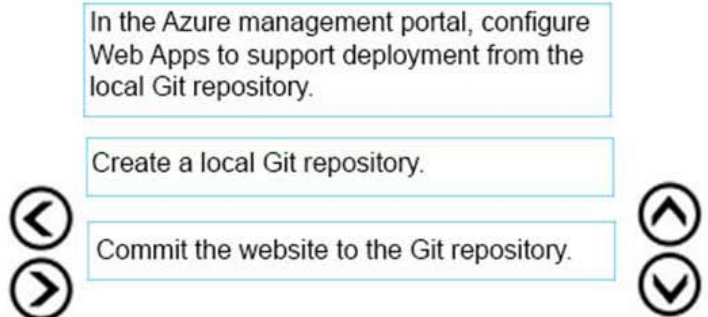 In the Azure management portal, configure
Web Apps to support deployment from the
local Git repository.
Create a local Git repository.
Commit the website to the Git repository.